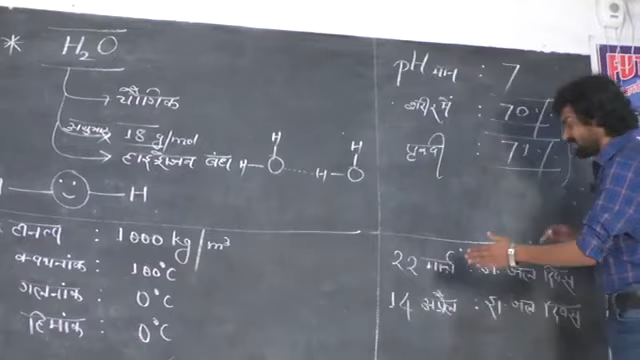 * H₂O
यौगिक
अणुभार 18 g/mol
हाइड्रोजन बंध
H H
H O H O
H H
घनत्व : 1000 kg/m³
क्वथनांक : 100°C
गलनांक : 0°C
हिमांक : 0°C
pH मान : 7
शरीर में : 70%
पृथ्वी : 71%
22 मार्च : जल दिवस
14 अप्रैल : रा. जल दिवस
FUT